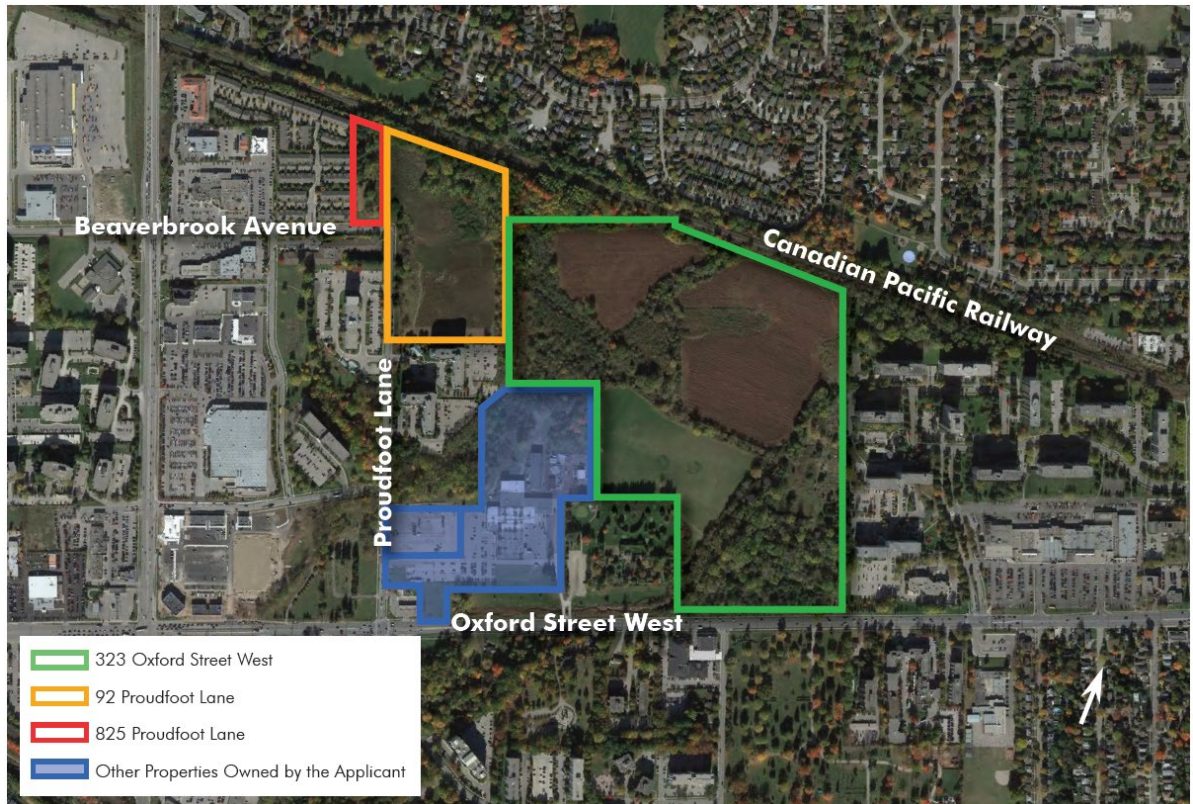 Beaverbrook Avenue
Canadian Pacific Railway
Proudfoot Lane
Oxford Street West
323 Oxford Street West
92 Proudfoot Lane
825 Proudfoot Lane
Other Properties Owned by the Applicant